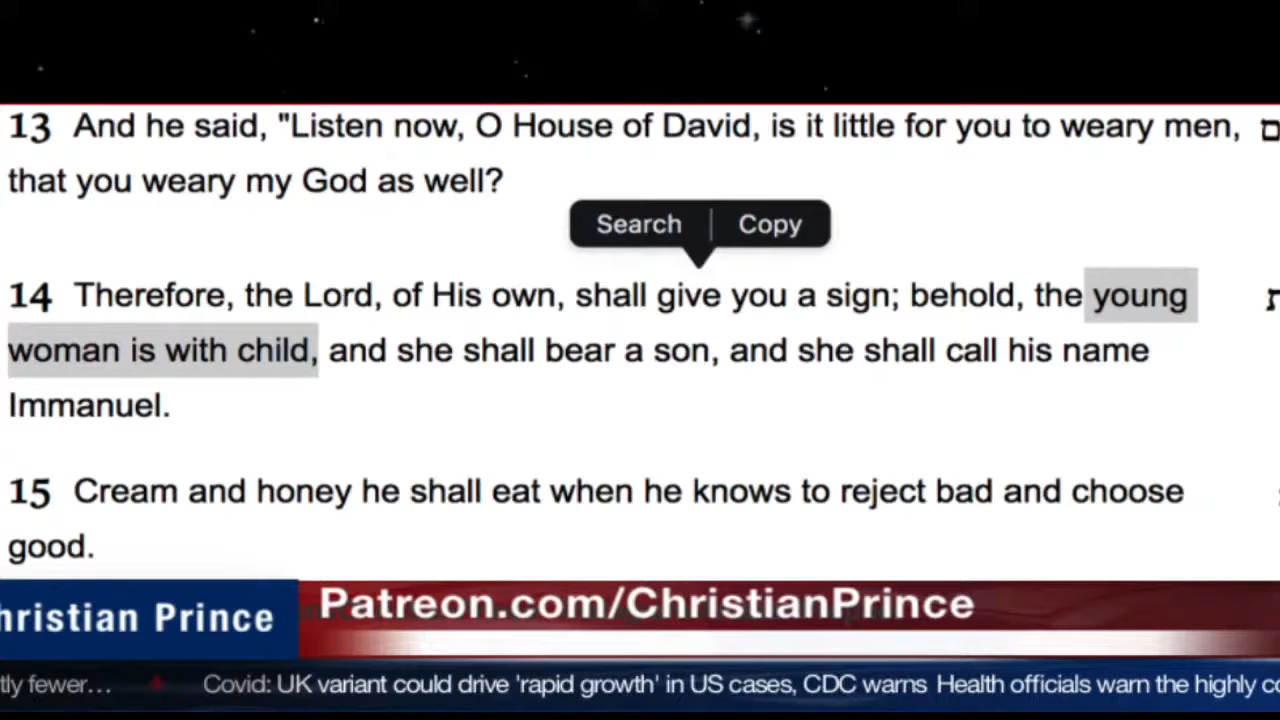 13 And he said, "Listen now, O House of David, is it little for you to weary men,
that you weary my God as well?
Search Copy
14 Therefore, the Lord, of His own, shall give you a sign; behold, the young
woman is with child, and she shall bear a son, and she shall call his name
Immanuel.
15 Cream and honey he shall eat when he knows to reject bad and choose
good.
hristian Prince
Patreon.com/ChristianPrince
tly fewer... Covid: UK variant could drive 'rapid growth' in US cases, CDC warns Health officials warn the highly co